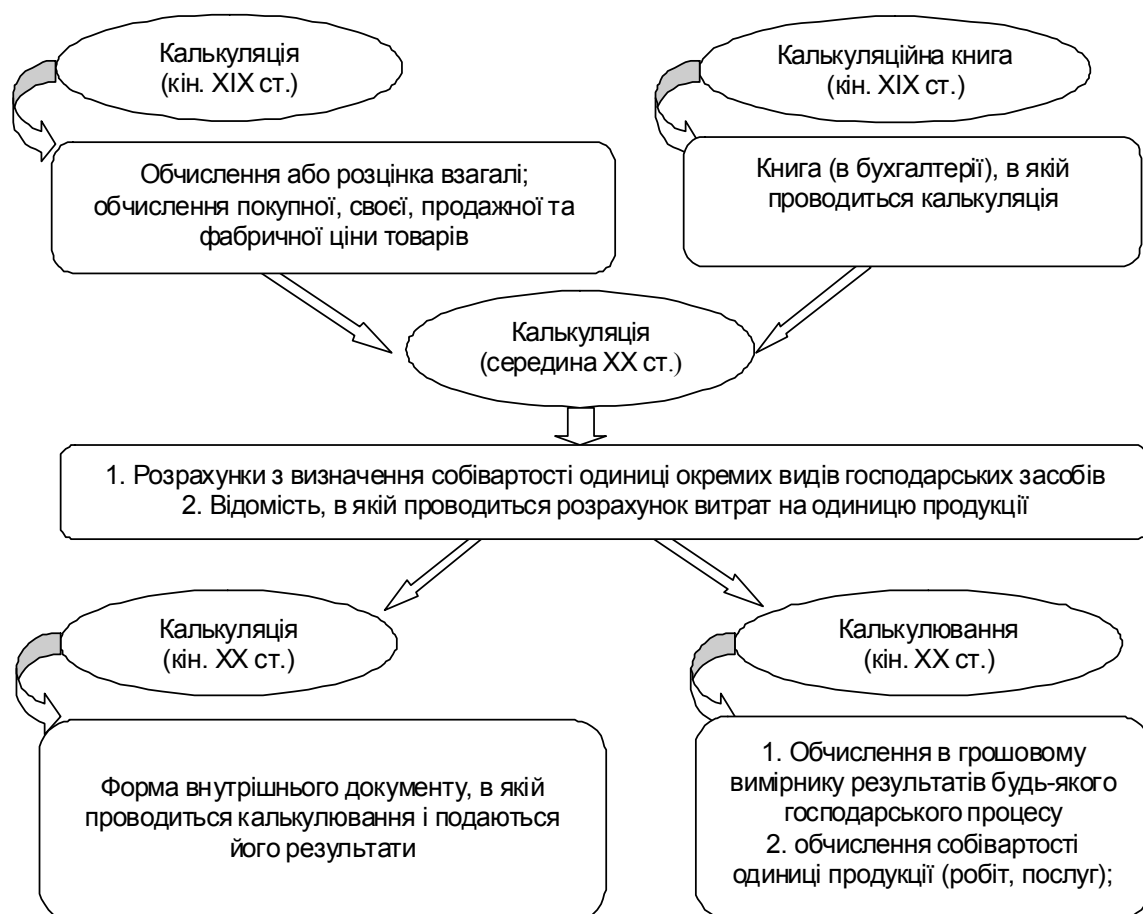 Калькуляція
(кін. XIX ст.)
Калькуляційна книга
(кін. XIX ст.)
Обчислення або розцінка взагалі;
обчислення покупної, своєї, продажної та
фабричної ціни товарів
Книга (в бухгалтерії), в якій
проводиться калькуляція
Калькуляція
(середина XX ст.)
1. Розрахунки з визначення собівартості одиниці окремих видів господарських засобів
2. Відомість, в якій проводиться розрахунок витрат на одиницю продукції
Калькуляція
(кін. XX ст.)
Калькулювання
(кін. XX ст.)
Форма внутрішнього документу, в якій
проводиться калькулювання і подаються
його результати
1. Обчислення в грошовому
вимірнику результатів будь-якого
господарського процесу
2. обчислення собівартості
одиниці продукції (робіт, послуг);